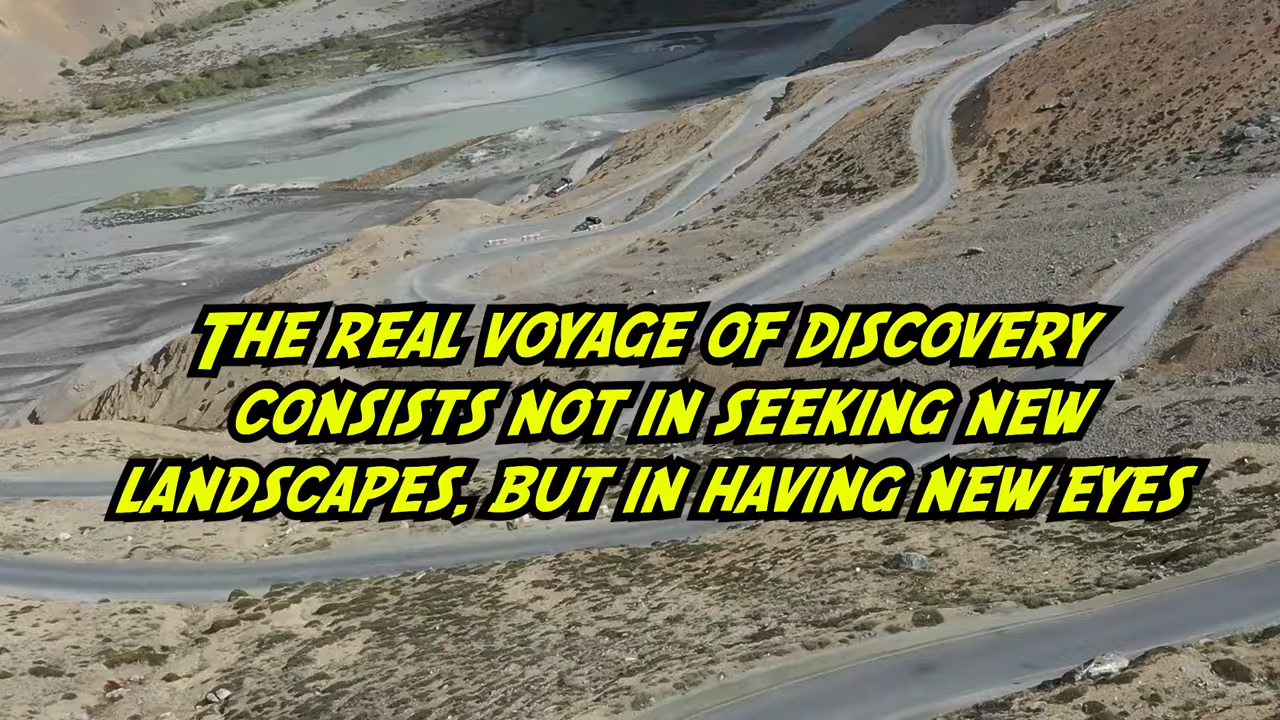 The real voyage of discovery
consists not in seeking new
landscapes, but in having new eyes